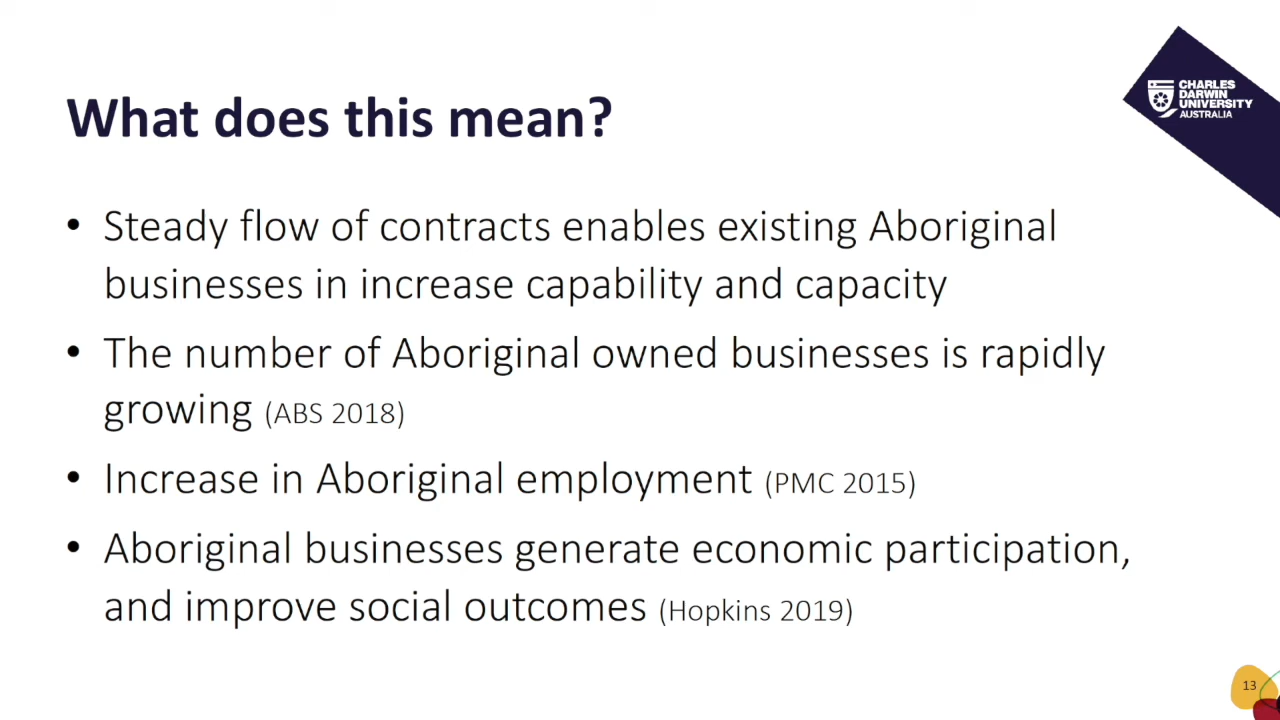 What does this mean?
CHARLES
DARWIN
UNIVERSITY
AUSTRALIA
• Steady flow of contracts enables existing Aboriginal
businesses in increase capability and capacity
• The number of Aboriginal owned businesses is rapidly
growing (ABS 2018)
• Increase in Aboriginal employment (PMC 2015)
• Aboriginal businesses generate economic participation,
and improve social outcomes (Hopkins 2019)
13